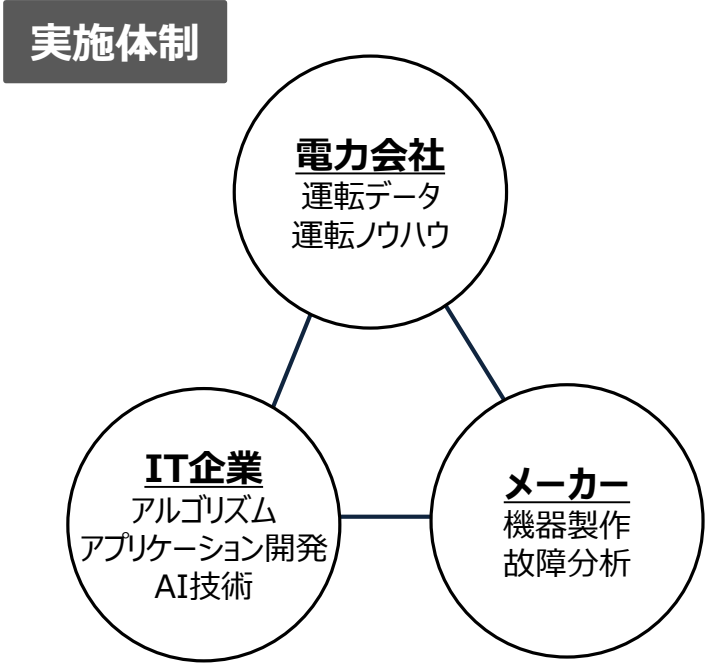 実施体制
電力会社
運転データ
運転ノウハウ
IT企業
アルゴリズム
アプリケーション開発
AI技術
メーカー
機器製作
故障分析